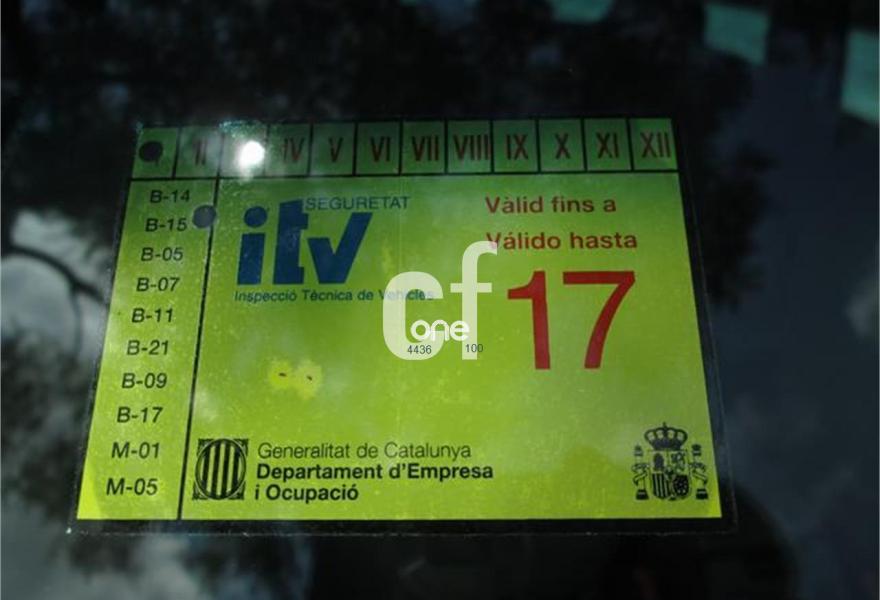 II IV V VI VII VIII IX X XI XII
B-14
B-15
B-05
B-07
B-11
B-21
B-09
B-17
M-01
M-05
SEGURETAT
itv
Inspecció Tècnica de Vehicles
Vàlid fins a
Válido hasta
17
cf
one
4436 100
Generalitat de Catalunya
Departament d'Empresa
i Ocupació